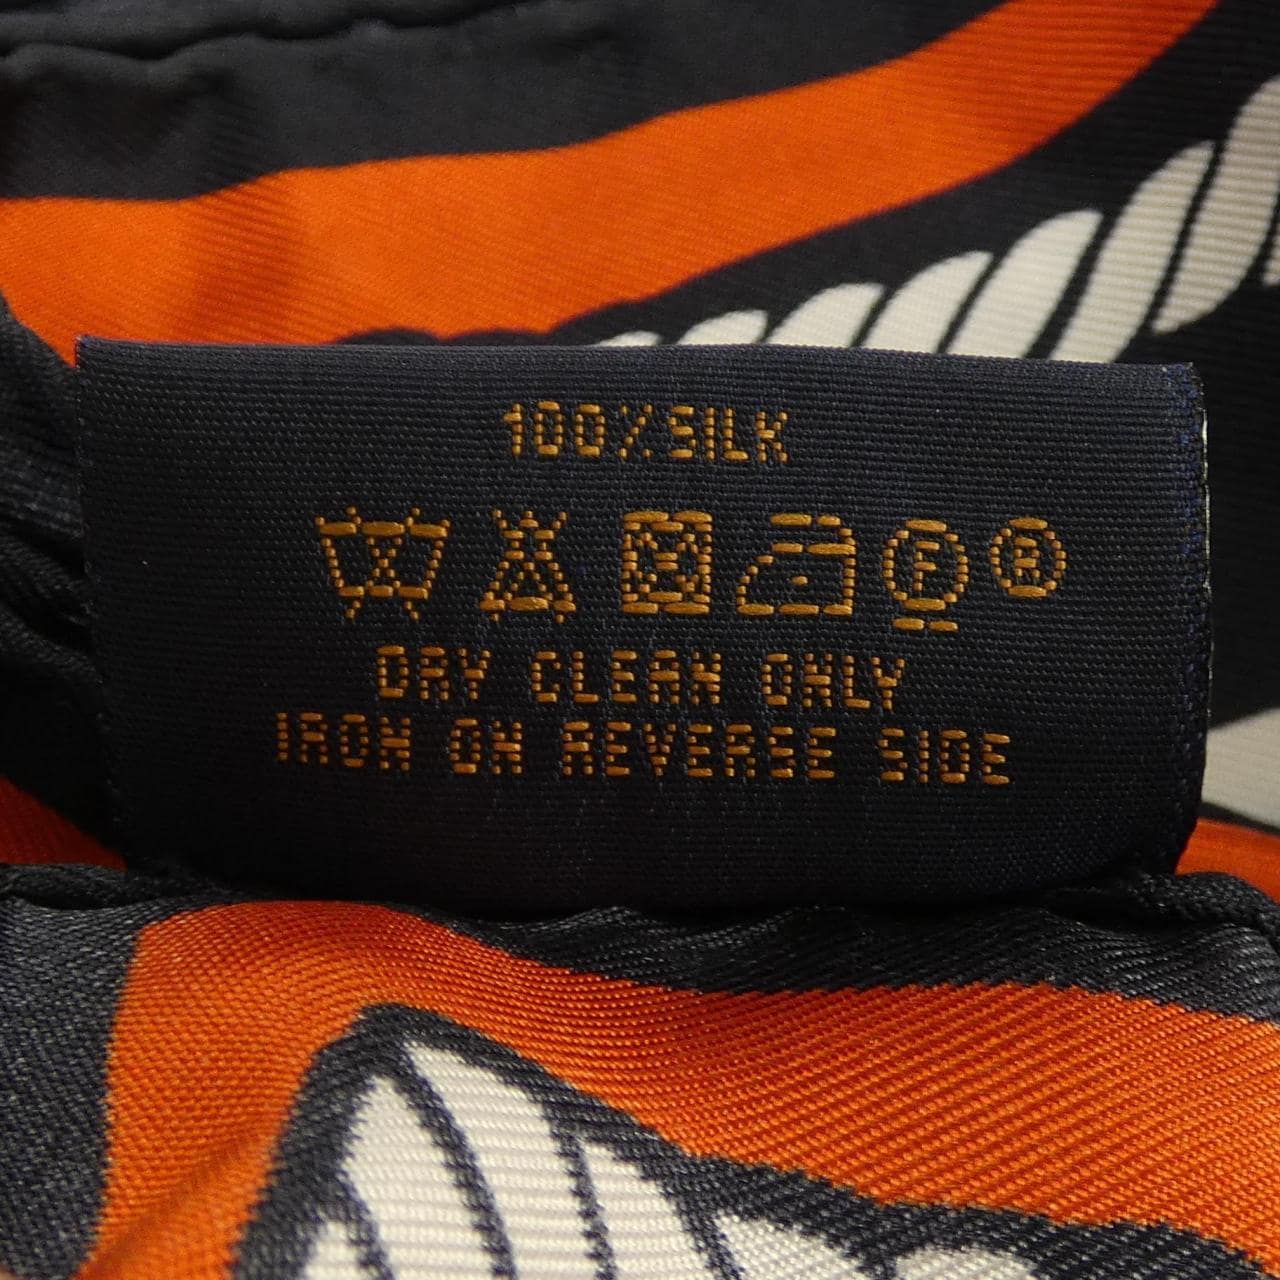 100% SILK
F R
DRY CLEAN ONLY
IRON ON REVERSE SIDE